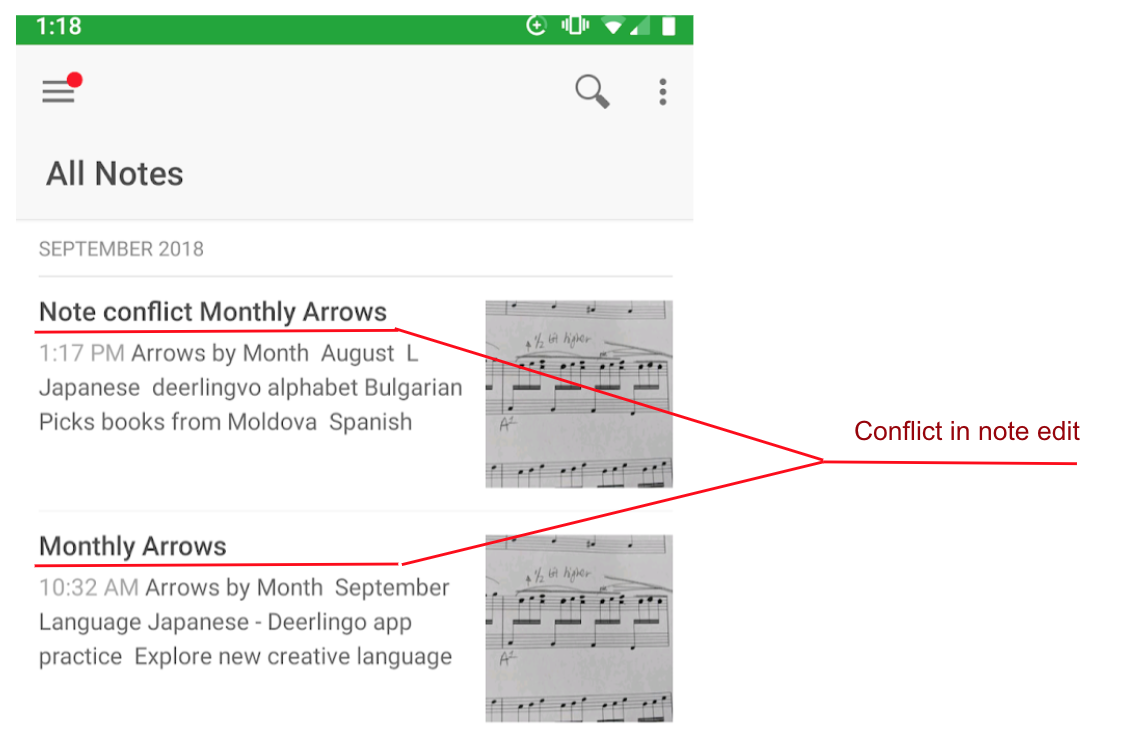 1:18
All Notes
SEPTEMBER 2018
Note conflict Monthly Arrows
1:17 PM Arrows by Month August L
Japanese deerlingvo alphabet Bulgarian
Picks books from Moldova Spanish
Conflict in note edit
Monthly Arrows
10:32 AM Arrows by Month September
Language Japanese - Deerlingo app
practice Explore new creative language